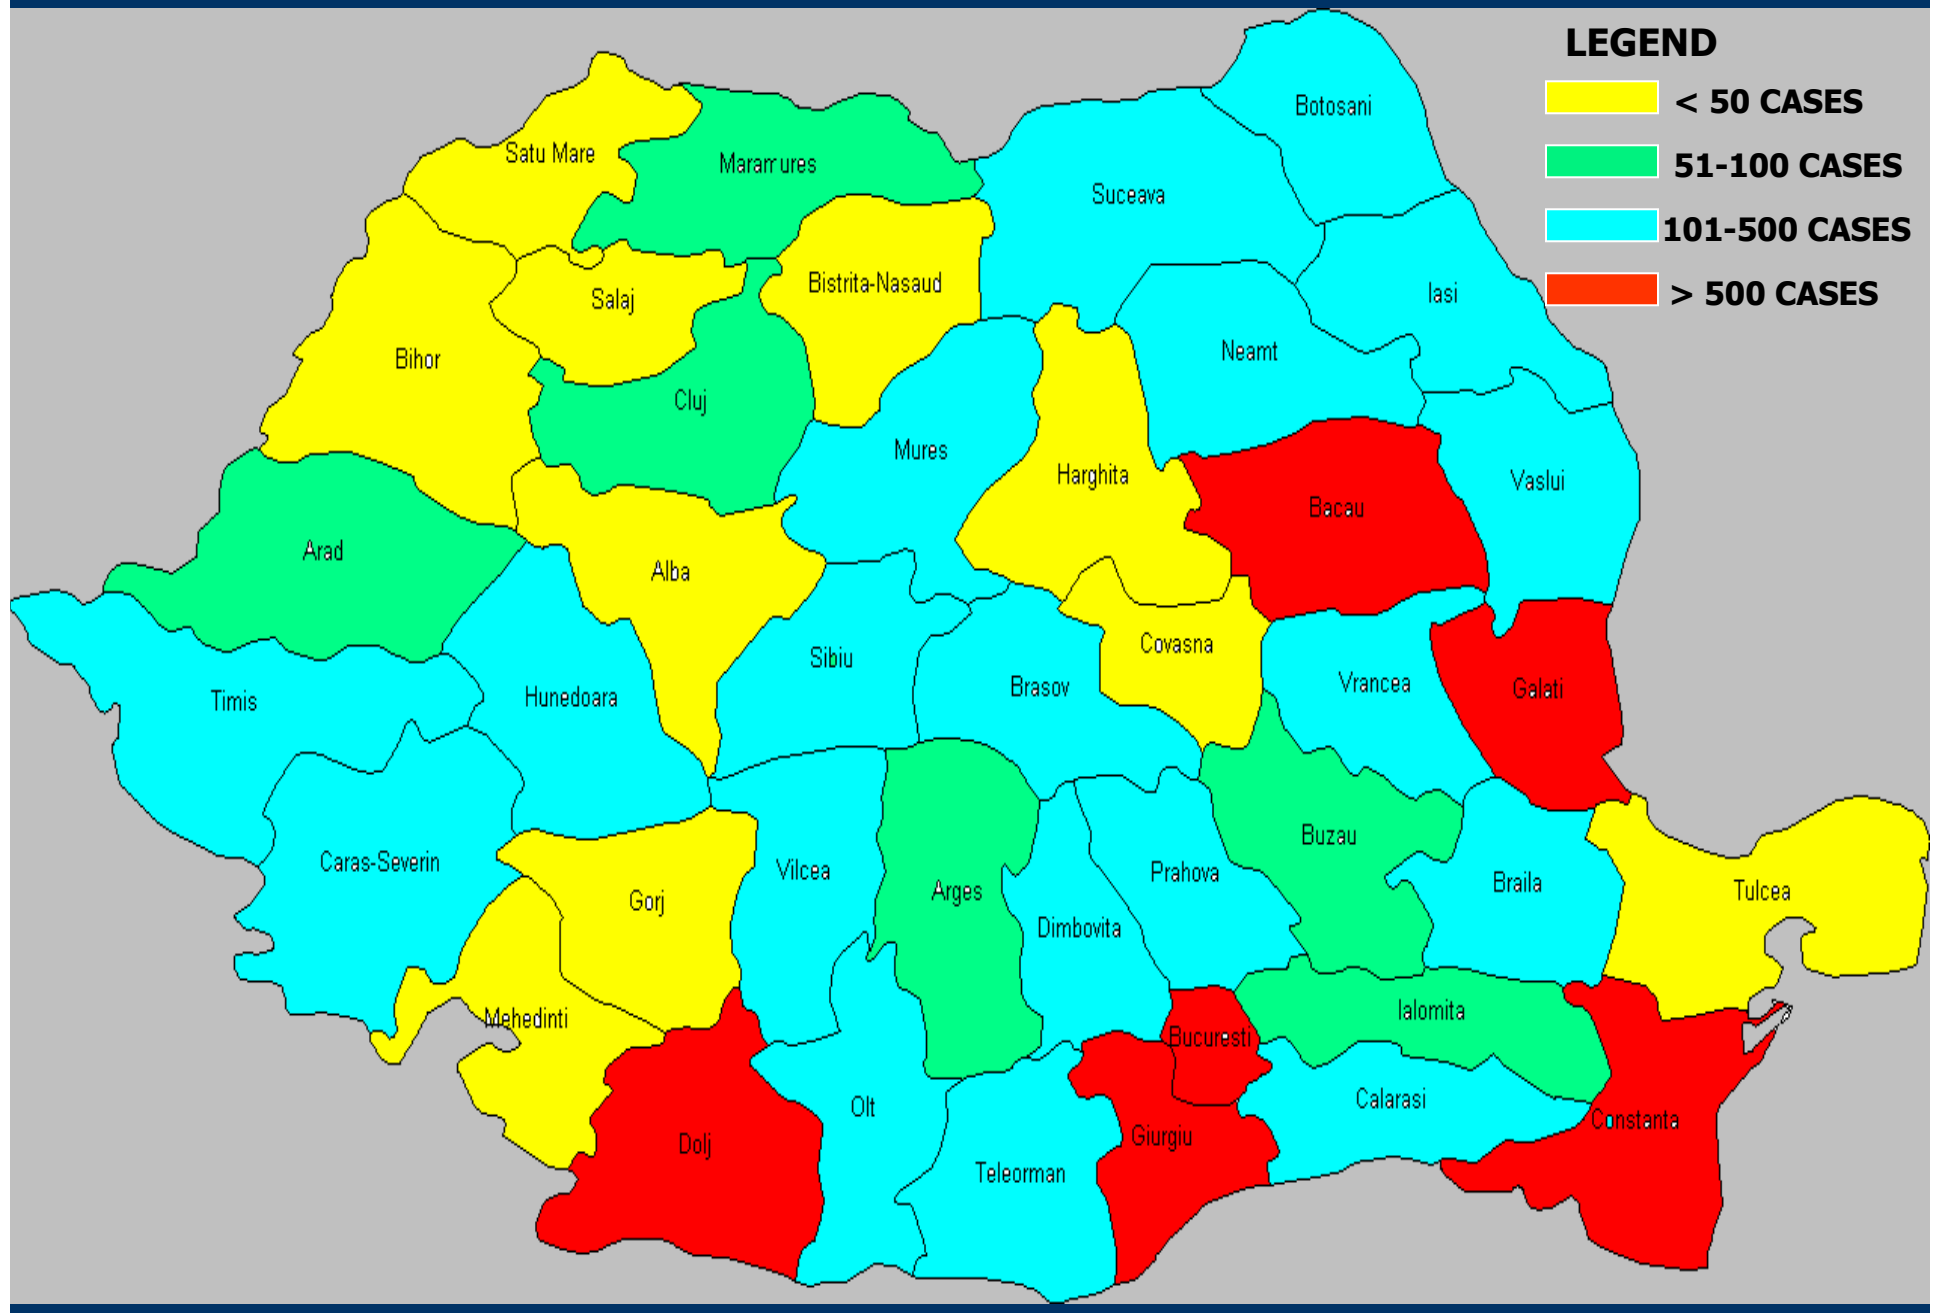 LEGEND
< 50 CASES
51-100 CASES
101-500 CASES
> 500 CASES
Botosani
Satu Mare
Maramures
Suceava
Bistrita-Nasaud
Salaj
Iasi
Neamt
Bihor
Cluj
Mures
Harghita
Vaslui
Bacau
Arad
Alba
Covasna
Sibiu
Brasov
Vrancea
Galati
Timis
Hunedoara
Buzau
Caras-Severin
Vilcea
Prahova
Braila
Tulcea
Arges
Gorj
Dimbovita
Ialomita
Mehedinti
Bucuresti
Calarasi
Olt
Constanta
Giurgiu
Dolj
Teleorman